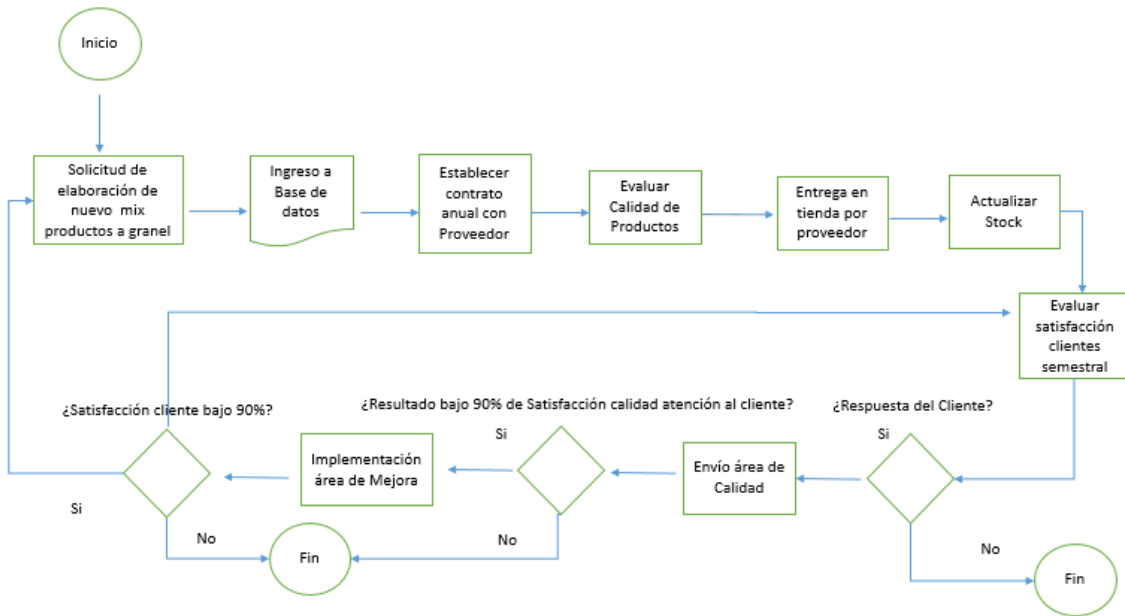 Inicio
Solicitud de
elaboración de
nuevo mix
productos a granel
Ingreso a
Base de
datos
Establecer
contrato
anual con
Proveedor
Evaluar
Calidad de
Productos
Entrega en
tienda por
proveedor
Actualizar
Stock
Evaluar
satisfacción
clientes
semestral
¿Satisfacción cliente bajo 90%?
¿Resultado bajo 90% de Satisfacción calidad atención al cliente?
¿Respuesta del Cliente?
Si
Si
Implementación
área de Mejora
Envío área de
Calidad
Si
No
No
No
Fin
Fin